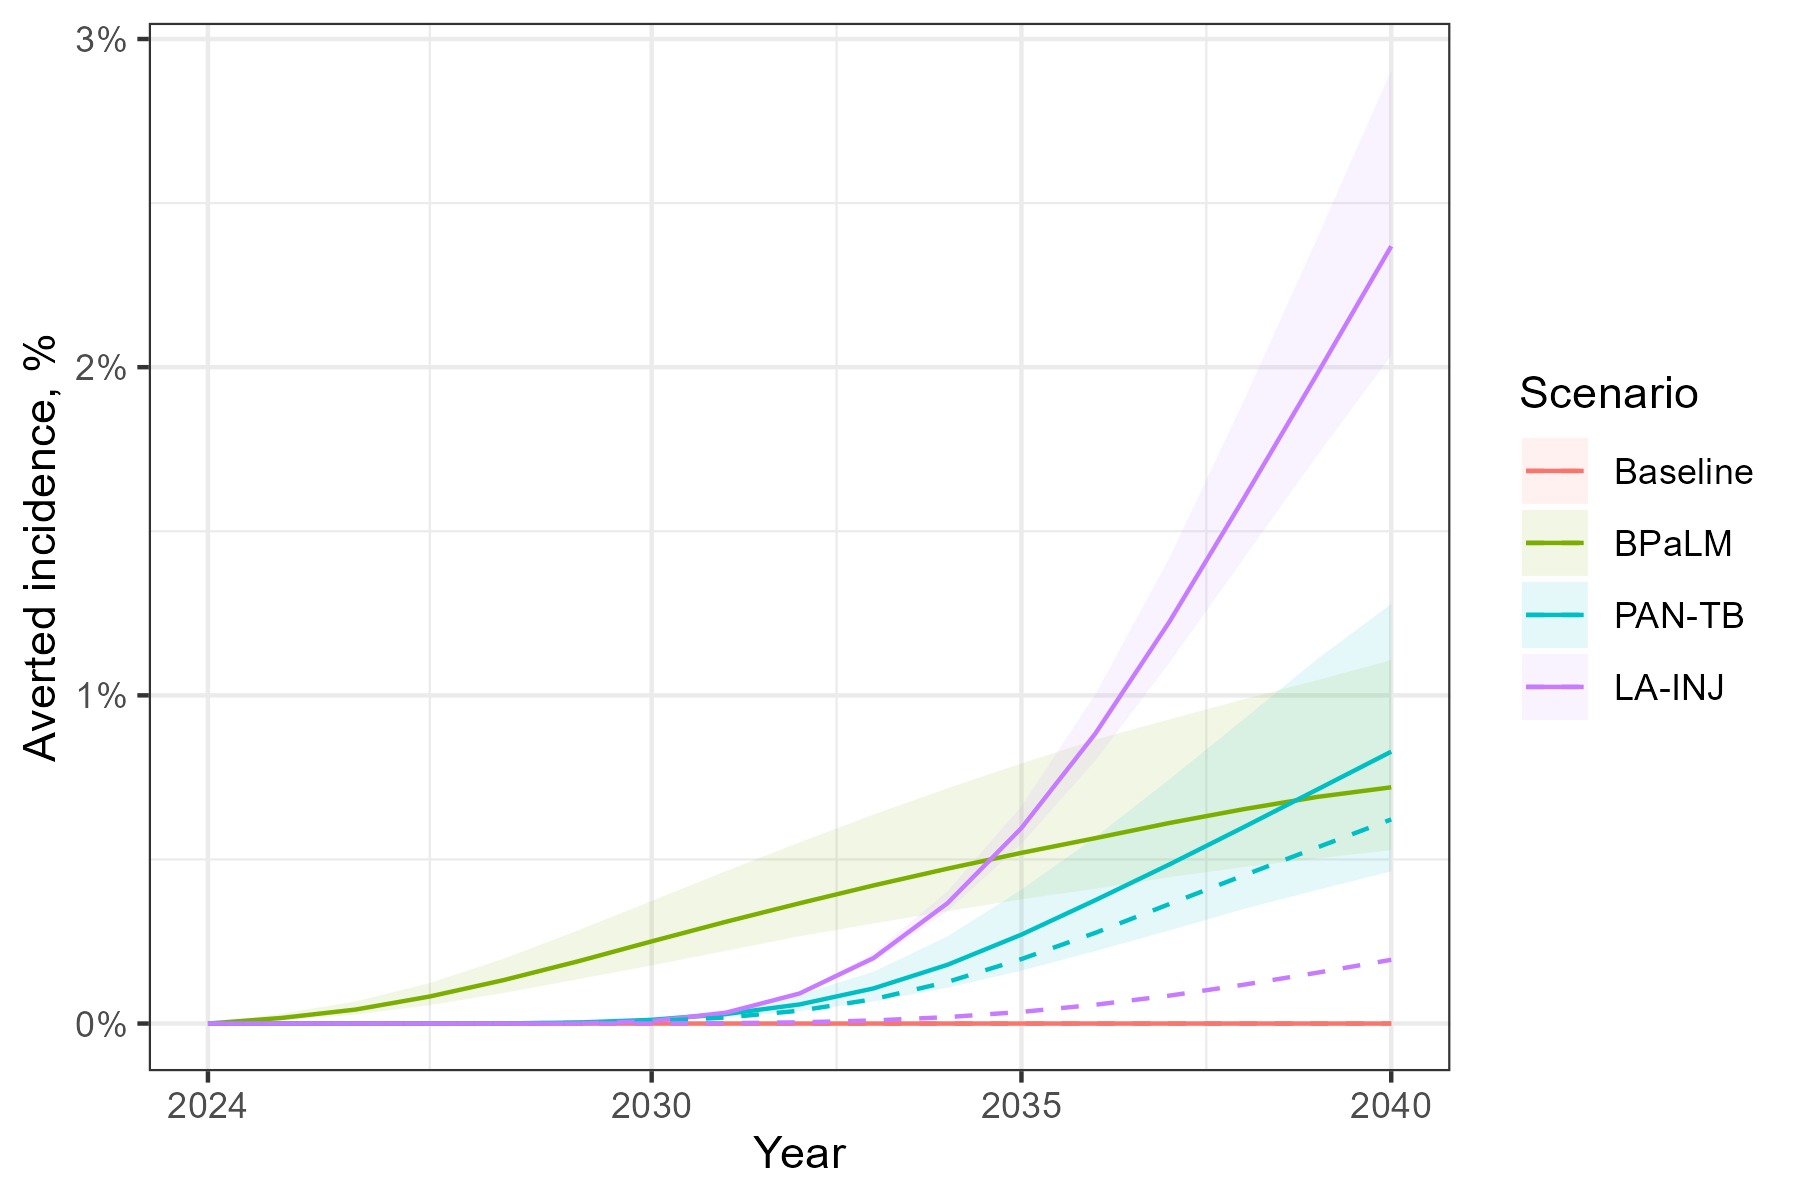 3%
2%
1%
0%
Averted incidence, %
2024
2030
2035
2040
Year
Scenario
Baseline
BPaLM
PAN-TB
LA-INJ